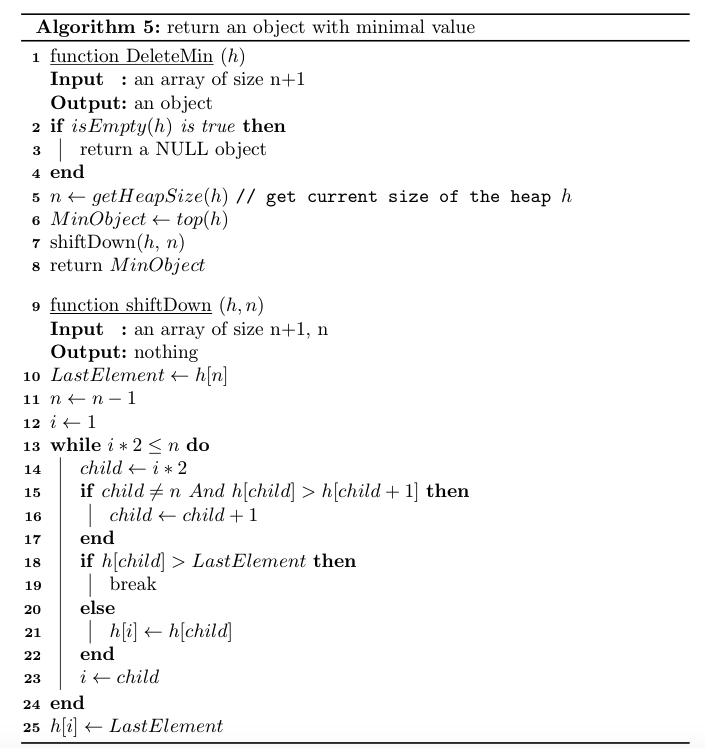 Algorithm 5: return an object with minimal value
1 function DeleteMin (h)
Input : an array of size n+1
Output: an object
2 if isEmpty(h) is true then
3 return a NULL object
4 end
5 n ← getHeapSize(h) // get current size of the heap h
6 MinObject ← top(h)
7 shiftDown(h, n)
8 return MinObject
9 function shiftDown (h, n)
Input : an array of size n+1, n
Output: nothing
10 LastElement ← h[n]
11 n ← n − 1
12 i ← 1
13 while i ∗ 2 ≤ n do
14 child ← i ∗ 2
15 if child ≠ n And h[child] > h[child + 1] then
16 child ← child + 1
17 end
18 if h[child] > LastElement then
19 break
20 else
21 h[i] ← h[child]
22 end
23 i ← child
24 end
25 h[i] ← LastElement